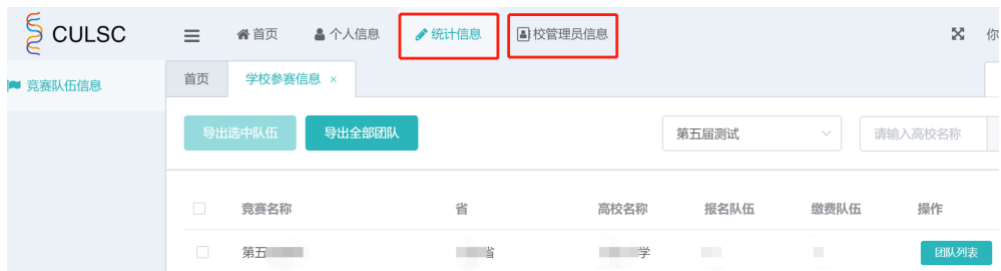 CULSC
首页 个人信息 统计信息 校管理员信息 你
竞赛队伍信息
首页 学校参赛信息 ×
导出选中队伍 导出全部团队 第五届测试 请输入高校名称
竞赛名称 省 高校名称 报名队伍 缴费队伍 操作
第五 省 学 团队列表